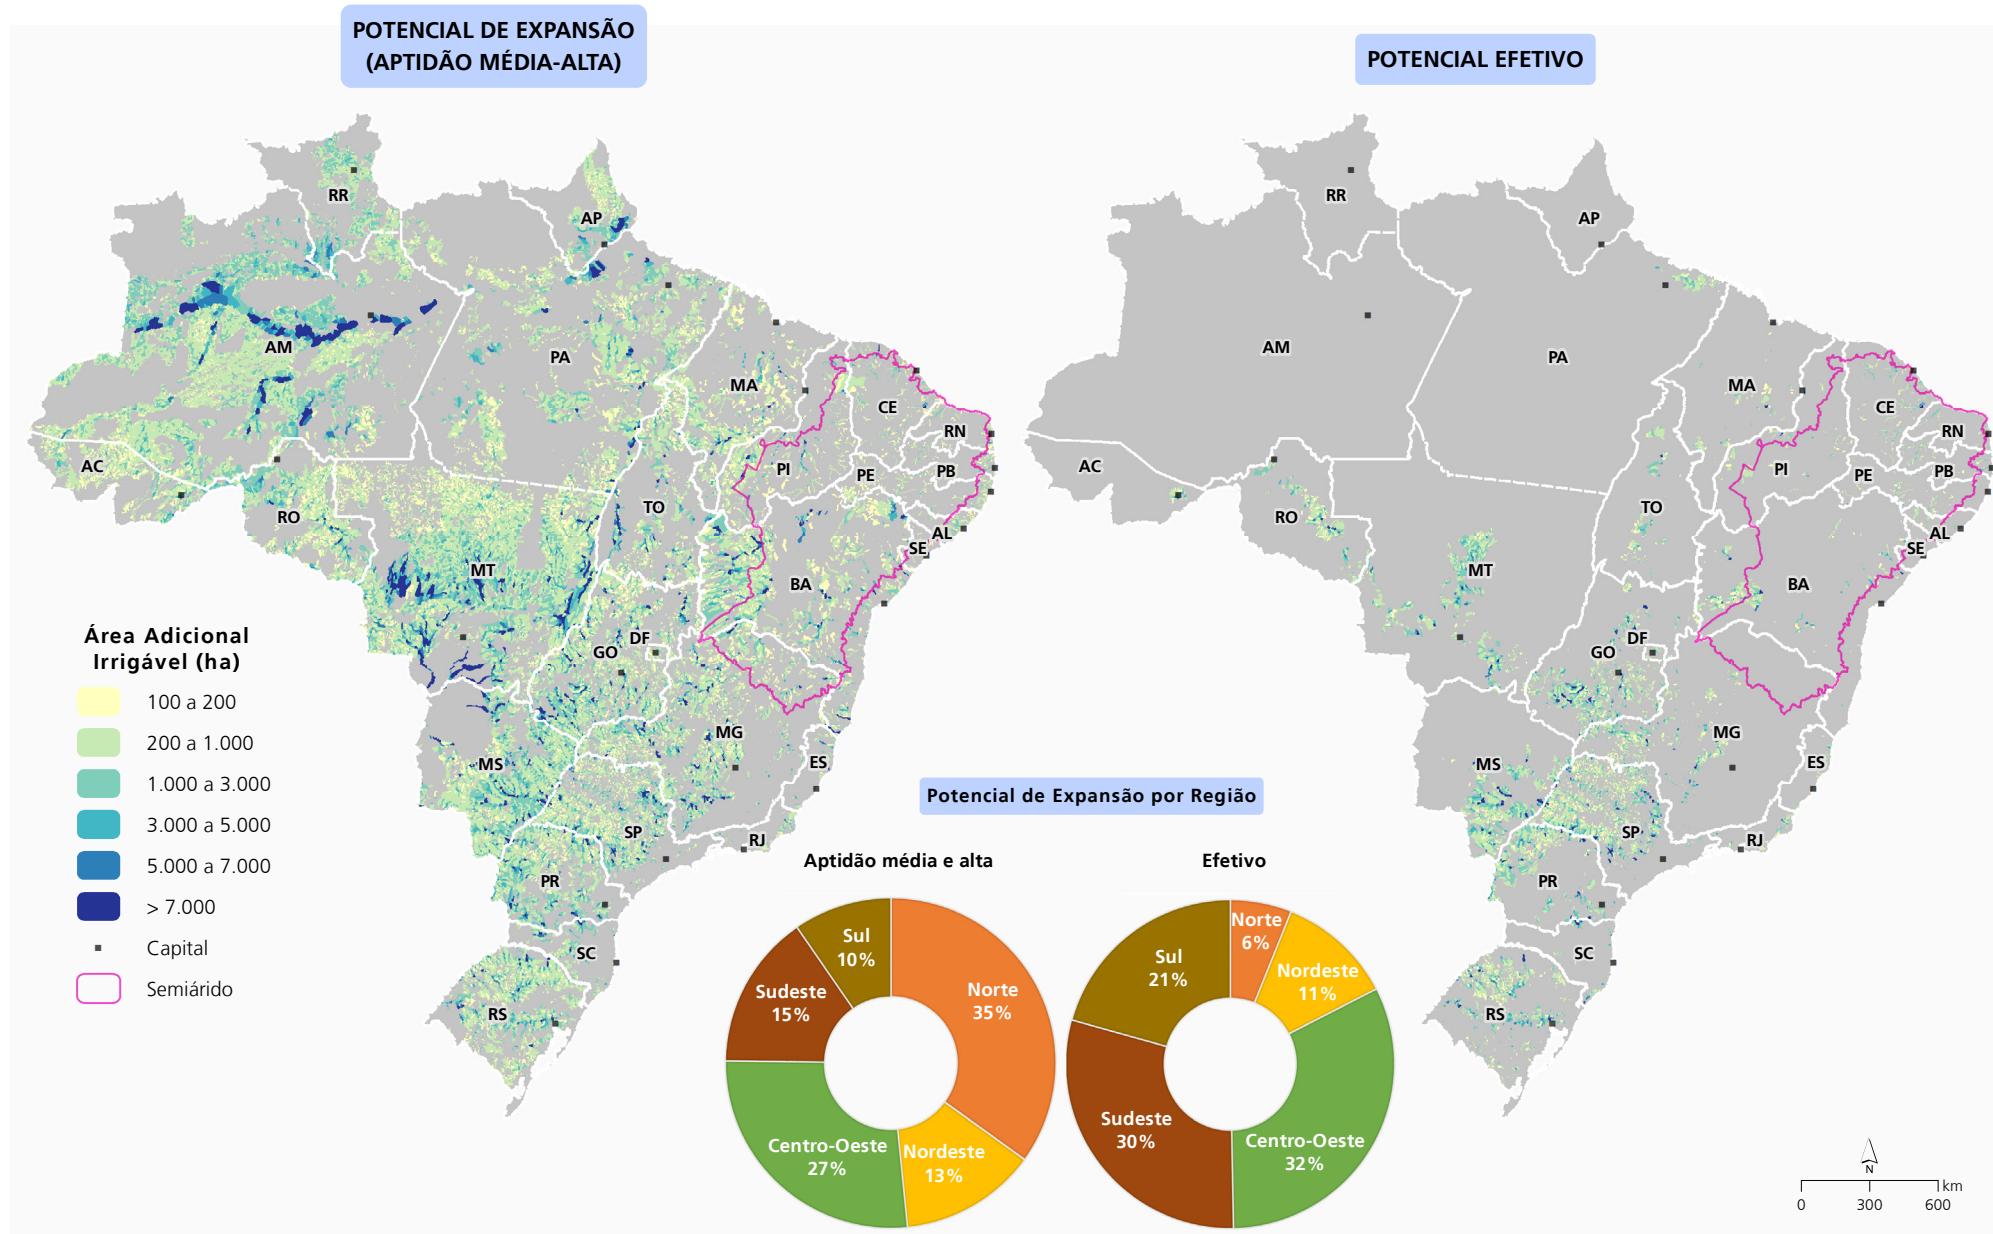 POTENCIAL DE EXPANSÃO
(APTIDÃO MÉDIA-ALTA)
POTENCIAL EFETIVO
RR
AP
AM
PA
MA
CE
RN
PB
PE
PI
AL
SE
BA
TO
AC
RO
MT
DF
GO
MG
ES
MS
SP
RJ
PR
SC
RS
RR
AP
AM
PA
MA
CE
RN
PB
PE
PI
AL
SE
BA
TO
AC
RO
MT
DF
GO
MG
ES
MS
SP
RJ
PR
SC
RS
Área Adicional
Irrigável (ha)
100 a 200
200 a 1.000
1.000 a 3.000
3.000 a 5.000
5.000 a 7.000
> 7.000
Capital
Semiárido
Potencial de Expansão por Região
Aptidão média e alta
Sul
10%
Norte
35%
Sudeste
15%
Centro-Oeste
27%
Nordeste
13%
Efetivo
Norte
6%
Nordeste
11%
Sul
21%
Sudeste
30%
Centro-Oeste
32%
N
km
0 300 600